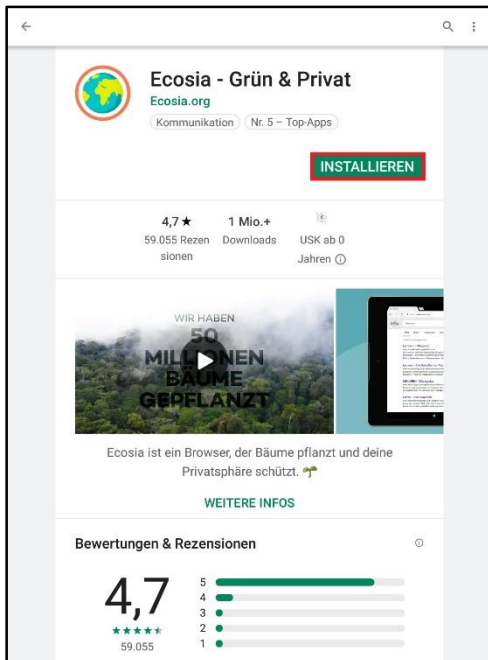 Ecosia - Grün & Privat
Ecosia.org
Kommunikation
Nr. 5 – Top-Apps
INSTALLIEREN
4,7 ★
1 Mio.+
59.055 Rezen
sionen
Downloads
USK ab 0
Jahren
WIR HABEN
50
MILLIONEN
BÄUME
GEPFLANZT
Ecosia ist ein Browser, der Bäume pflanzt und deine
Privatsphäre schützt.
WEITERE INFOS
Bewertungen & Rezensionen
4,7
59.055
5
4
3
2
1